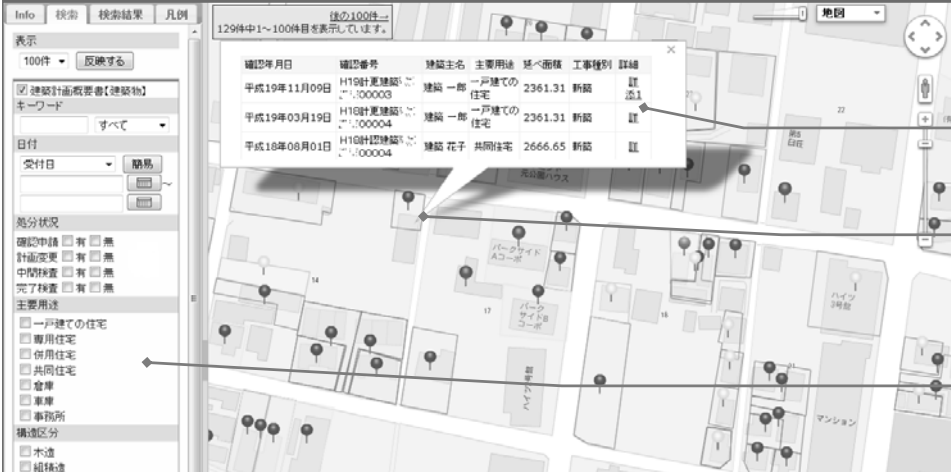 Info 検索 検索結果 凡例
表示
100件 反映する
建築計画概要書【建築物】
キーワード
すべて
日付
受付日 簡易
～
処分状況
確認申請 有 無
計画変更 有 無
中間検査 有 無
完了検査 有 無
主要用途
一戸建ての住宅
専用住宅
併用住宅
共同住宅
倉庫
車庫
事務所
構造区分
木造
組積造
後の100件→
129件中1～100件目を表示しています。
地図
×
確認年月日 確認番号 建築主名 主要用途 延べ面積 工事種別 詳細
平成19年11月09日 H19計更建築 00003 建築 一郎 一戸建ての住宅 2361.31 新築 詳 添1
平成19年03月19日 H18計更建築 00004 建築 一郎 一戸建ての住宅 2361.31 新築 詳
平成18年08月01日 H18計認建築 00004 建築 花子 共同住宅 2666.65 新築 詳
元公園ハウス
22
パークサイド
Aコーポ
14
17
パーク
サイドB
コーポ
16
ハイツ
3号館
マンション